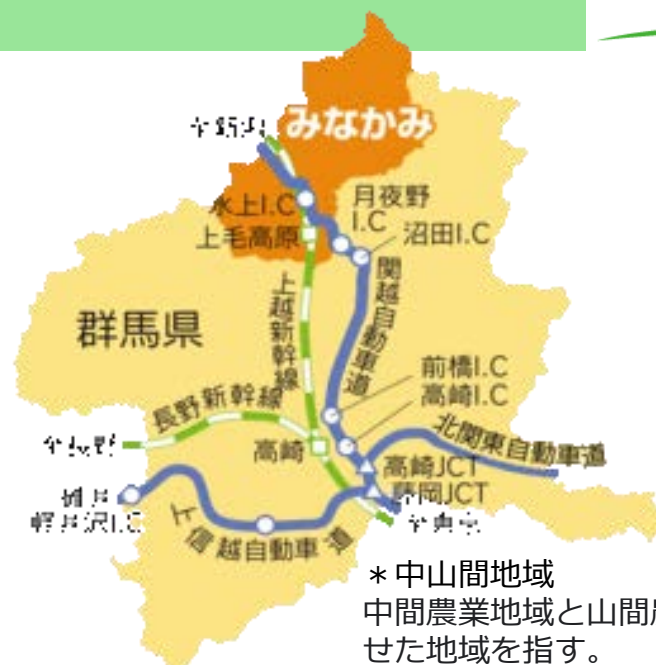 みなかみ
水上I.C
月夜野
I.C
上毛高原
沼田I.C
関越自動車道
上越新幹線
群馬県
前橋I.C
高崎I.C
長野新幹線
北関東自動車道
高崎
高崎JCT
藤岡JCT
軽井沢I.C
上信越自動車道
*中山間地域
中間農業地域と山間
せた地域を指す。